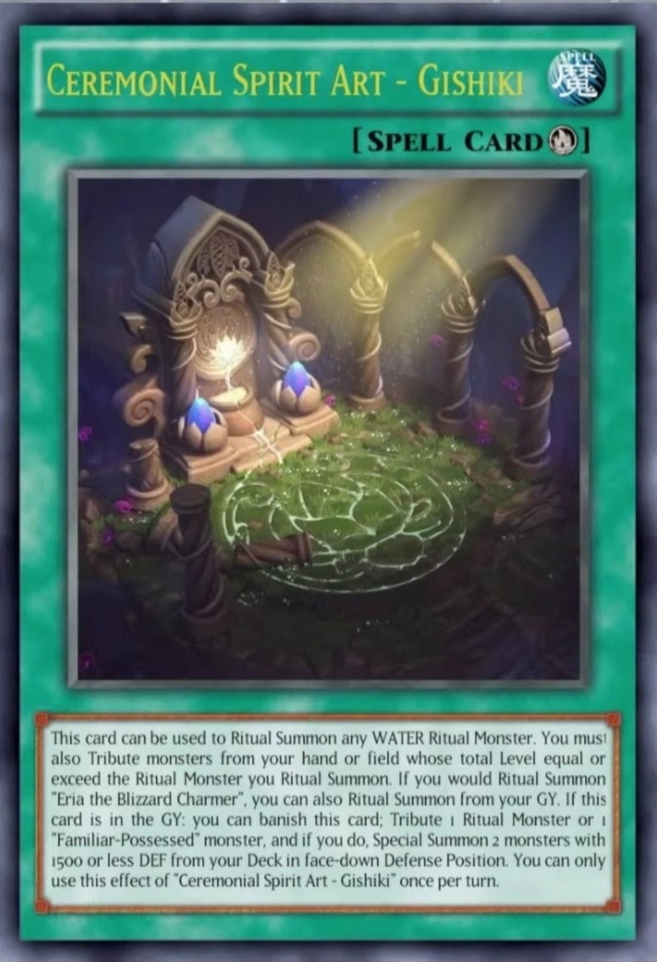 Ceremonial Spirit Art - Gishiki
SPELL
魔
[Spell Card]
This card can be used to Ritual Summon any WATER Ritual Monster. You must
also Tribute monsters from your hand or field whose total Level equal or
exceed the Ritual Monster you Ritual Summon. If you would Ritual Summon
"Eria the Blizzard Charmer", you can also Ritual Summon from your GY. If this
card is in the GY: you can banish this card; Tribute 1 Ritual Monster or 1
"Familiar-Possessed" monster, and if you do, Special Summon 2 monsters with
1500 or less DEF from your Deck in face-down Defense Position. You can only
use this effect of "Ceremonial Spirit Art - Gishiki" once per turn.